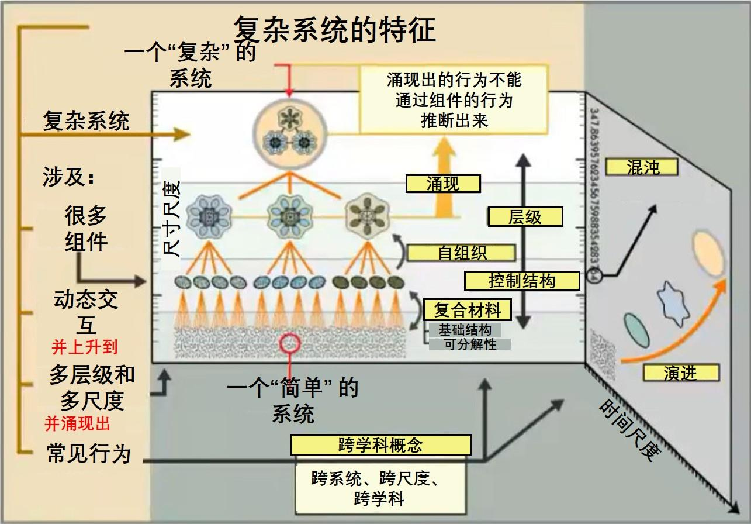 复杂系统的特征
一个“复杂” 的
系统
涌现出的行为不能
通过组件的行为
推断出来
复杂系统
涉及：
很多
组件
动态交
互
并上升到
多层级和
多尺度
并涌现出
常见行为
尺寸尺度
涌现
层级
自组织
控制结构
复合材料
基础结构
可分解性
一个“简单” 的
系统
跨学科概念
跨系统、跨尺度、
跨学科
混沌
演进
时间尺度